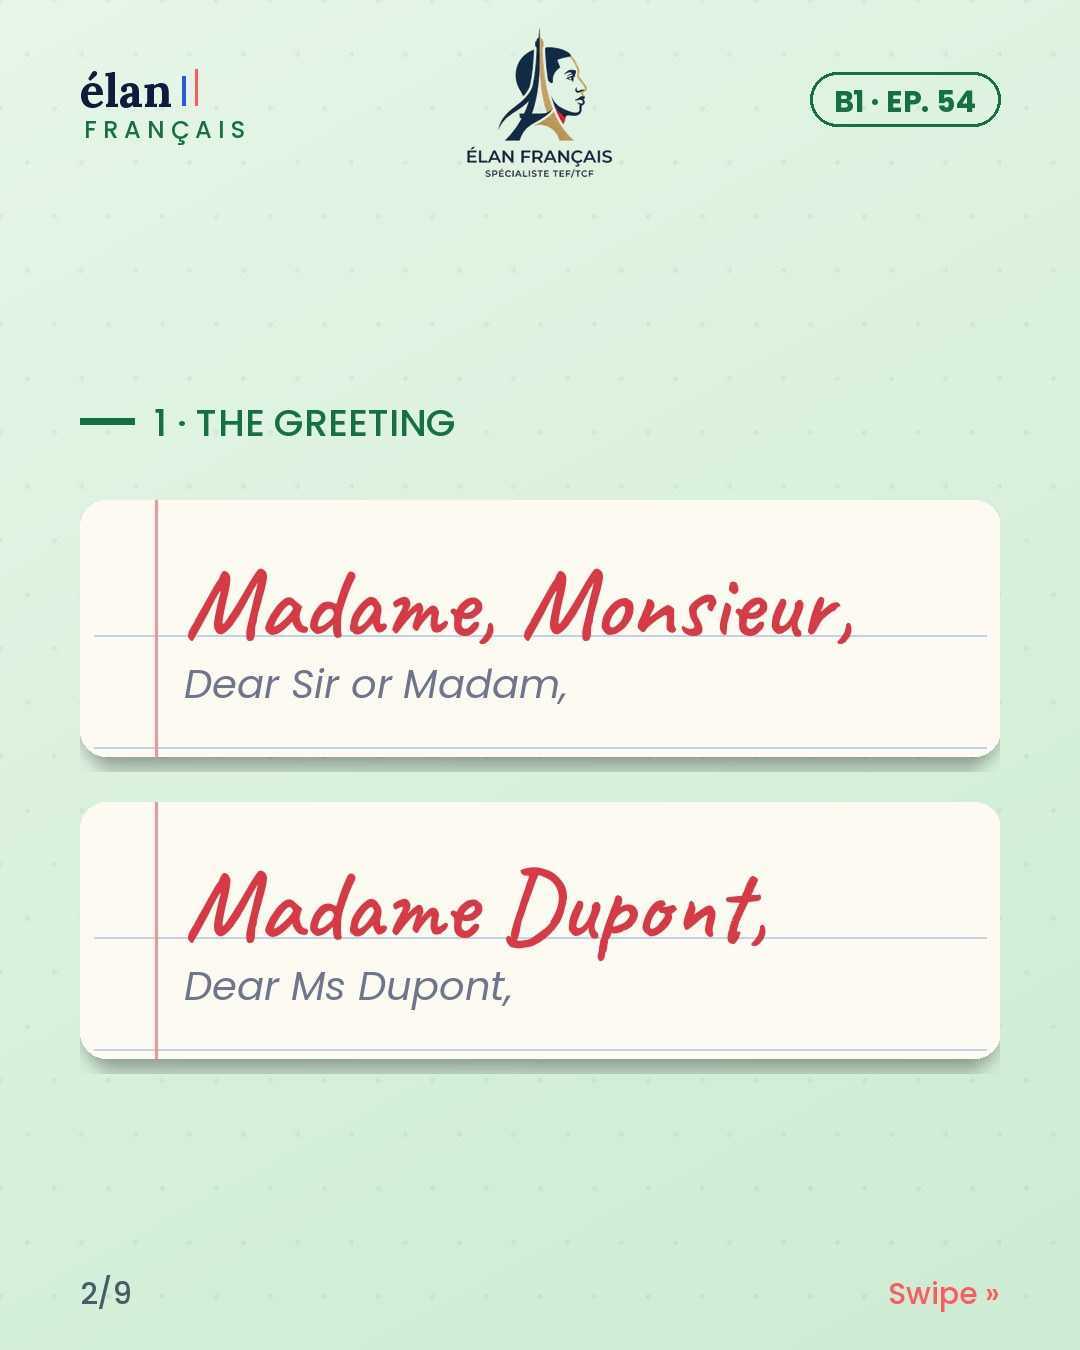 élan
FRANÇAIS
ÉLAN FRANÇAIS
SPÉCIALISTE TEF/TCF
B1 · EP. 54
1 · THE GREETING
Madame, Monsieur,
Dear Sir or Madam,
Madame Dupont,
Dear Ms Dupont,
2/9
Swipe »